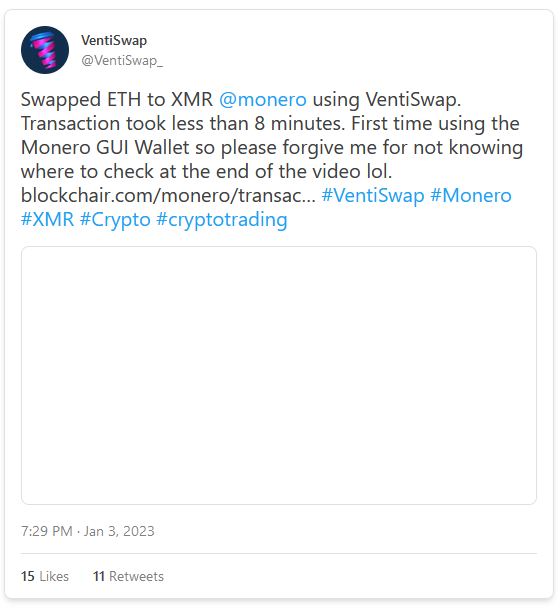 VentiSwap
@VentiSwap_
Swapped ETH to XMR @monero using VentiSwap.
Transaction took less than 8 minutes. First time using the
Monero GUI Wallet so please forgive me for not knowing
where to check at the end of the video lol.
blockchair.com/monero/transac... #VentiSwap #Monero
#XMR #Crypto #cryptotrading
7:29 PM · Jan 3, 2023
15 Likes 11 Retweets